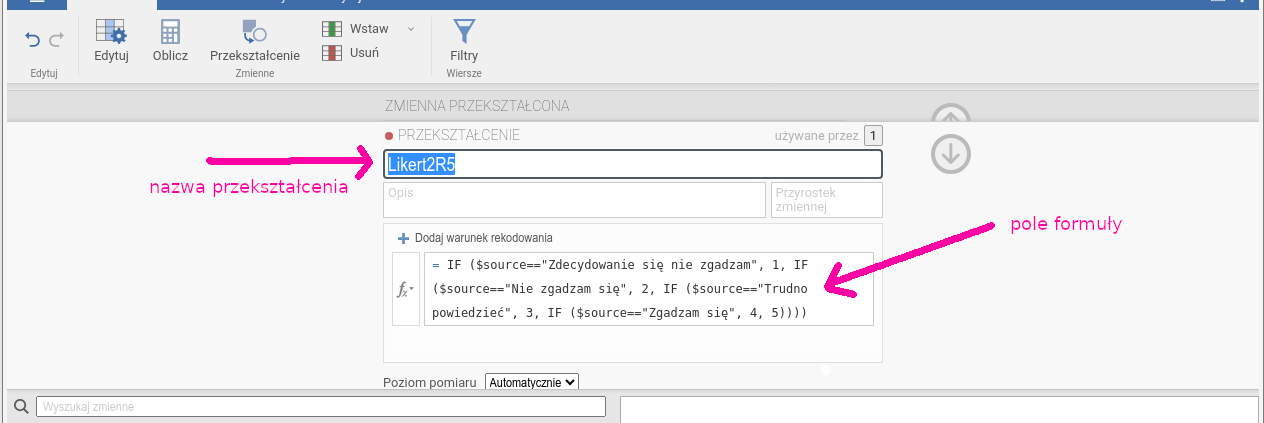 Wstaw
Edytuj Oblicz Przekształcenie Usuń Filtry
Edytuj Zmienne Wiersze
ZMIENNA PRZEKSZTAŁCONA
PRZEKSZTAŁCENIE używane przez 1
Likert2R5
nazwa przekształcenia
Opis
Przyrostek
zmiennej
pole formuły
Dodaj warunek rekodowania
fx
= IF ($source=="Zdecydowanie się nie zgadzam", 1, IF
($source=="Nie zgadzam się", 2, IF ($source=="Trudno
powiedzieć", 3, IF ($source=="Zgadzam się", 4, 5))))
Poziom pomiaru Automatycznie
Wyszukaj zmienne